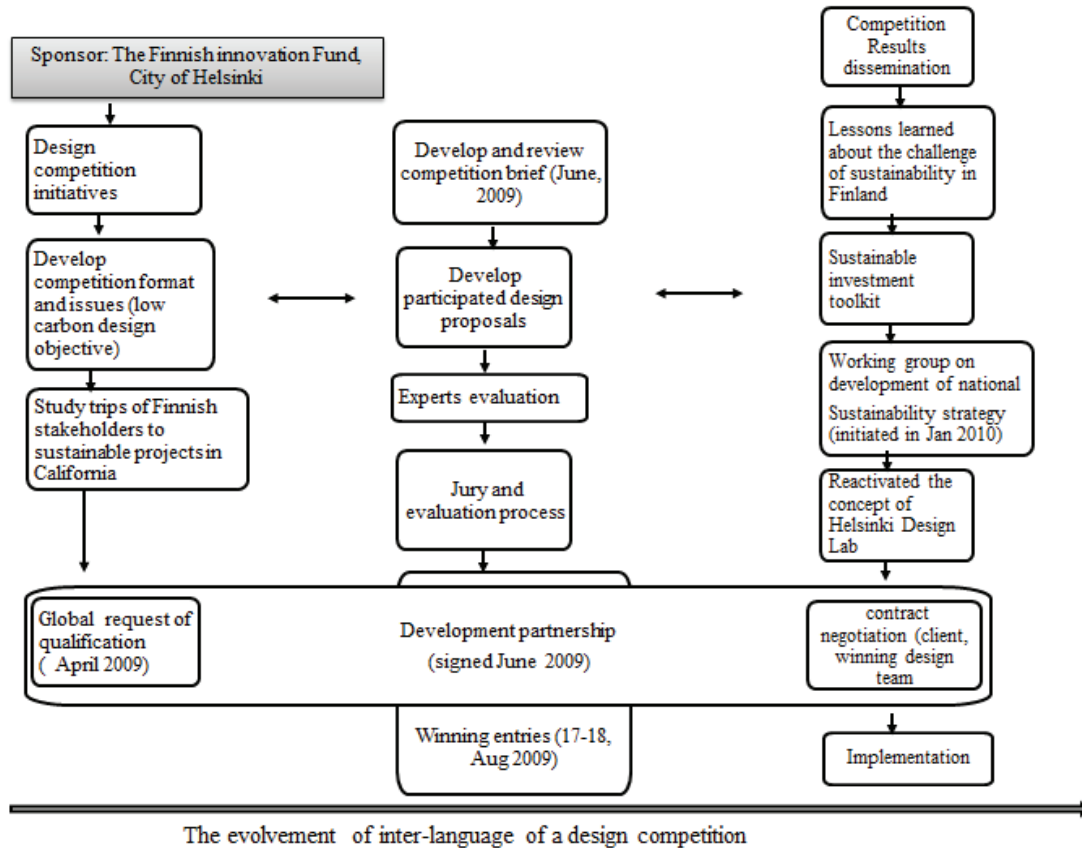 Sponsor: The Finnish innovation Fund,
City of Helsinki
Design
competition
initiatives
Develop
competition format
and issues (low
carbon design
objective)
Study trips of Finnish
stakeholders to
sustainable projects in
California
Global request of
qualification
( April 2009)
Develop and review
competition brief (June,
2009)
Develop
participated design
proposals
Experts evaluation
Jury and
evaluation process
Development partnership
(signed June 2009)
Winning entries (17-18,
Aug 2009)
Competition
Results
dissemination
Lessons learned
about the challenge
of sustainability in
Finland
Sustainable
investment
toolkit
Working group on
development of national
Sustainability strategy
(initiated in Jan 2010)
Reactivated the
concept of
Helsinki Design
Lab
contract
negotiation (client,
winning design
team
Implementation
The evolvement of inter-language of a design competition